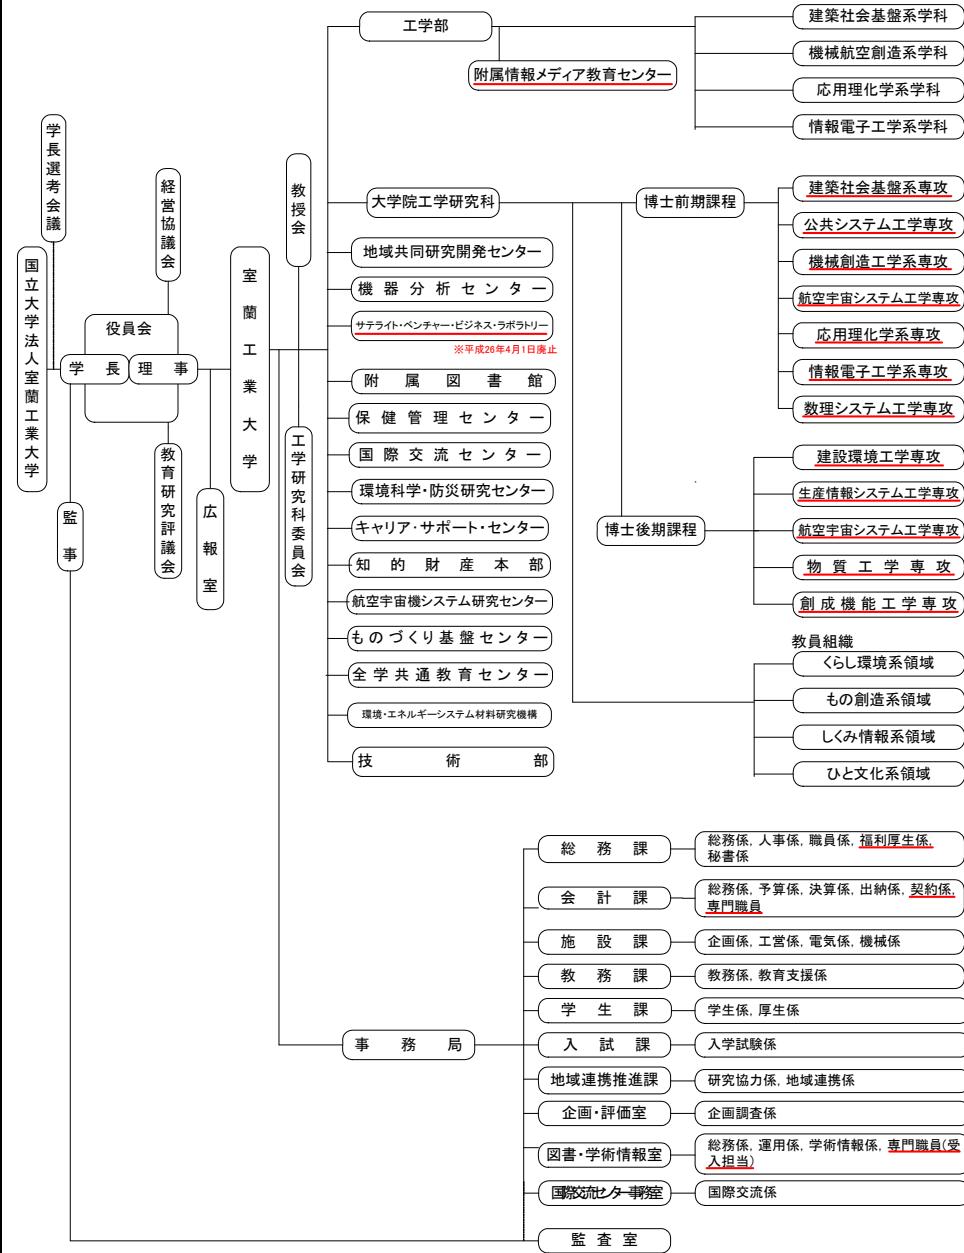 国立大学法人室蘭工業大学
学長選考会議
経営協議会
役員会
学長
理事
教育研究評議会
監事
広報室
室蘭工業大学
教授会
工学研究科委員会
工学部
附属情報メディア教育センター
建築社会基盤系学科
機械航空創造系学科
応用理化学系学科
情報電子工学系学科
大学院工学研究科
博士前期課程
建築社会基盤系専攻
公共システム工学専攻
機械創造工学系専攻
航空宇宙システム工学専攻
応用理化学系専攻
情報電子工学系専攻
数理システム工学専攻
博士後期課程
建設環境工学専攻
生産情報システム工学専攻
航空宇宙システム工学専攻
物質工学専攻
創成機能工学専攻
教員組織
くらし環境系領域
もの創造系領域
しくみ情報系領域
ひと文化系領域
地域共同研究開発センター
機器分析センター
サテライト・ベンチャー・ビジネス・ラボラトリー
※平成26年4月1日廃止
附属図書館
保健管理センター
国際交流センター
環境科学・防災研究センター
キャリア・サポート・センター
知的財産本部
航空宇宙機システム研究センター
ものづくり基盤センター
全学共通教育センター
環境・エネルギーシステム材料研究機構
技術部
事務局
総務課
総務係, 人事係, 職員係, 福利厚生係,
秘書係
会計課
総務係, 予算係, 決算係, 出納係, 契約係,
専門職員
施設課
企画係, 工営係, 電気係, 機械係
教務課
教務係, 教育支援係
学生課
学生係, 厚生係
入試課
入学試験係
地域連携推進課
研究協力係, 地域連携係
企画・評価室
企画調査係
図書・学術情報室
総務係, 運用係, 学術情報係, 専門職員(受
入担当)
国際交流センター事務室
国際交流係
監査室